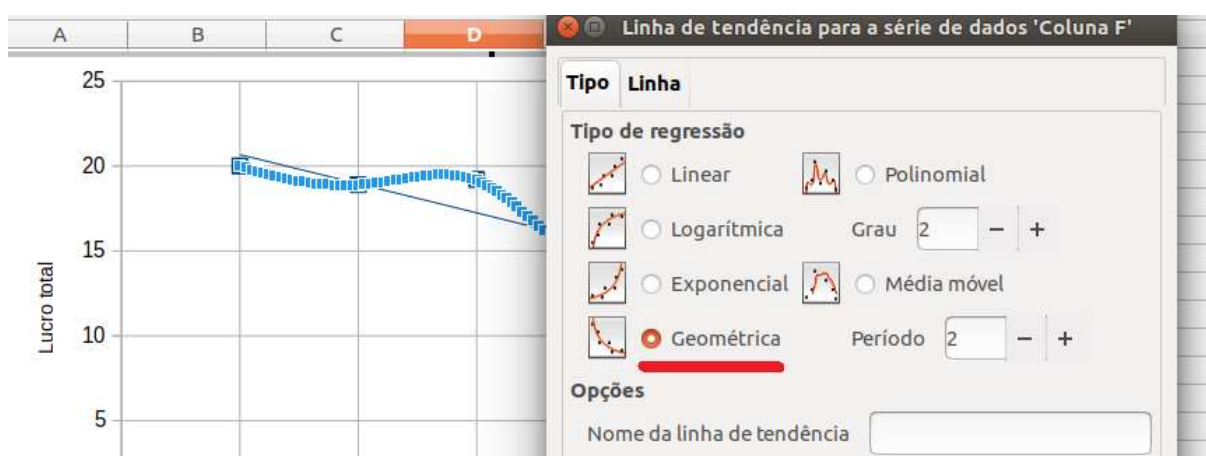 A B C D
Linha de tendência para a série de dados 'Coluna F'
Tipo Linha
Tipo de regressão
Linear Polinomial
Logarítmica Grau 2 - +
Exponencial Média móvel
Geométrica Período 2 - +
Opções
Nome da linha de tendência
25
20
15
10
5
Lucro total